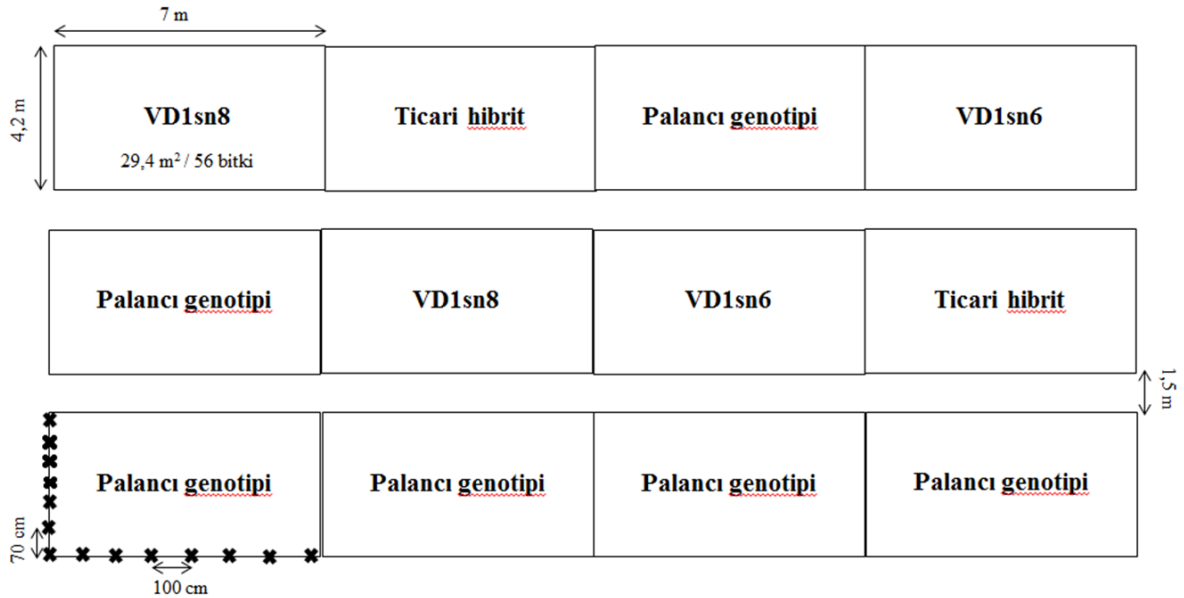 7 m
4,2 m
VD1sn8
29,4 m² / 56 bitki
Ticari hibrit
Palancı genotipi
VD1sn6
Palancı genotipi
VD1sn8
VD1sn6
Ticari hibrit
1,5 m
Palancı genotipi
Palancı genotipi
Palancı genotipi
Palancı genotipi
70 cm
100 cm